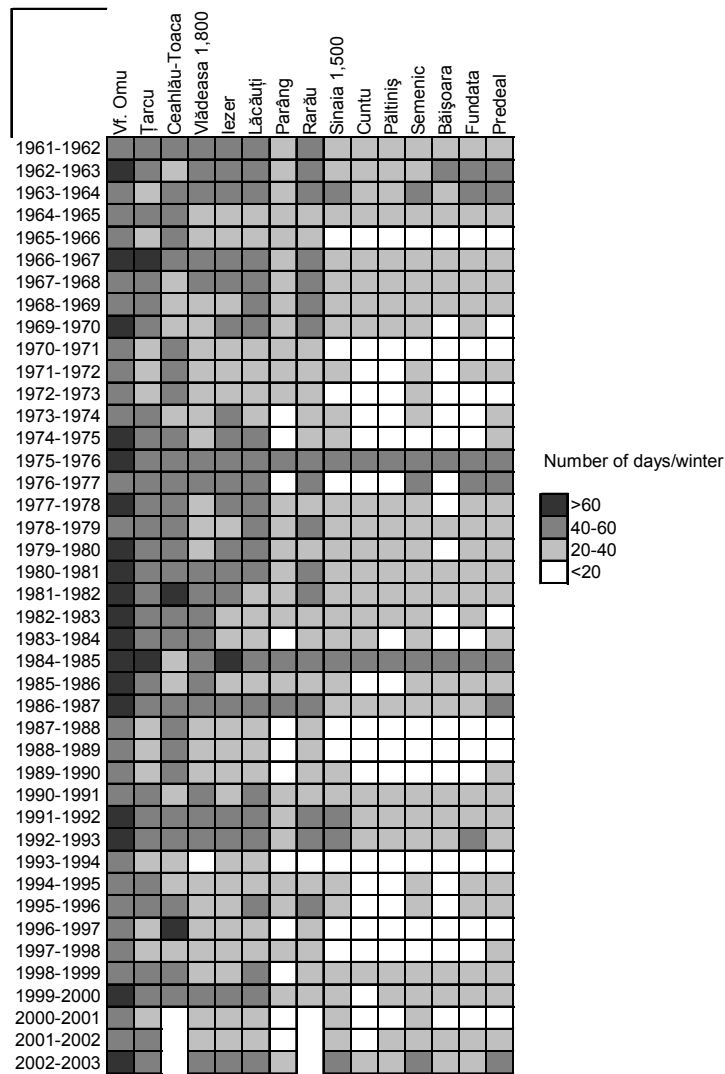 Vf. Omu
Țarcu
Ceahlău-Toaca
Vlădeasa 1,800
Iezer
Lăcăuți
Parâng
Rarău
Sinaia 1,500
Cuntu
Păltiniş
Semenic
Băişoara
Fundata
Predeal
1961-1962
1962-1963
1963-1964
1964-1965
1965-1966
1966-1967
1967-1968
1968-1969
1969-1970
1970-1971
1971-1972
1972-1973
1973-1974
1974-1975
1975-1976
1976-1977
1977-1978
1978-1979
1979-1980
1980-1981
1981-1982
1982-1983
1983-1984
1984-1985
1985-1986
1986-1987
1987-1988
1988-1989
1989-1990
1990-1991
1991-1992
1992-1993
1993-1994
1994-1995
1995-1996
1996-1997
1997-1998
1998-1999
1999-2000
2000-2001
2001-2002
2002-2003
Number of days/winter
>60
40-60
20-40
<20